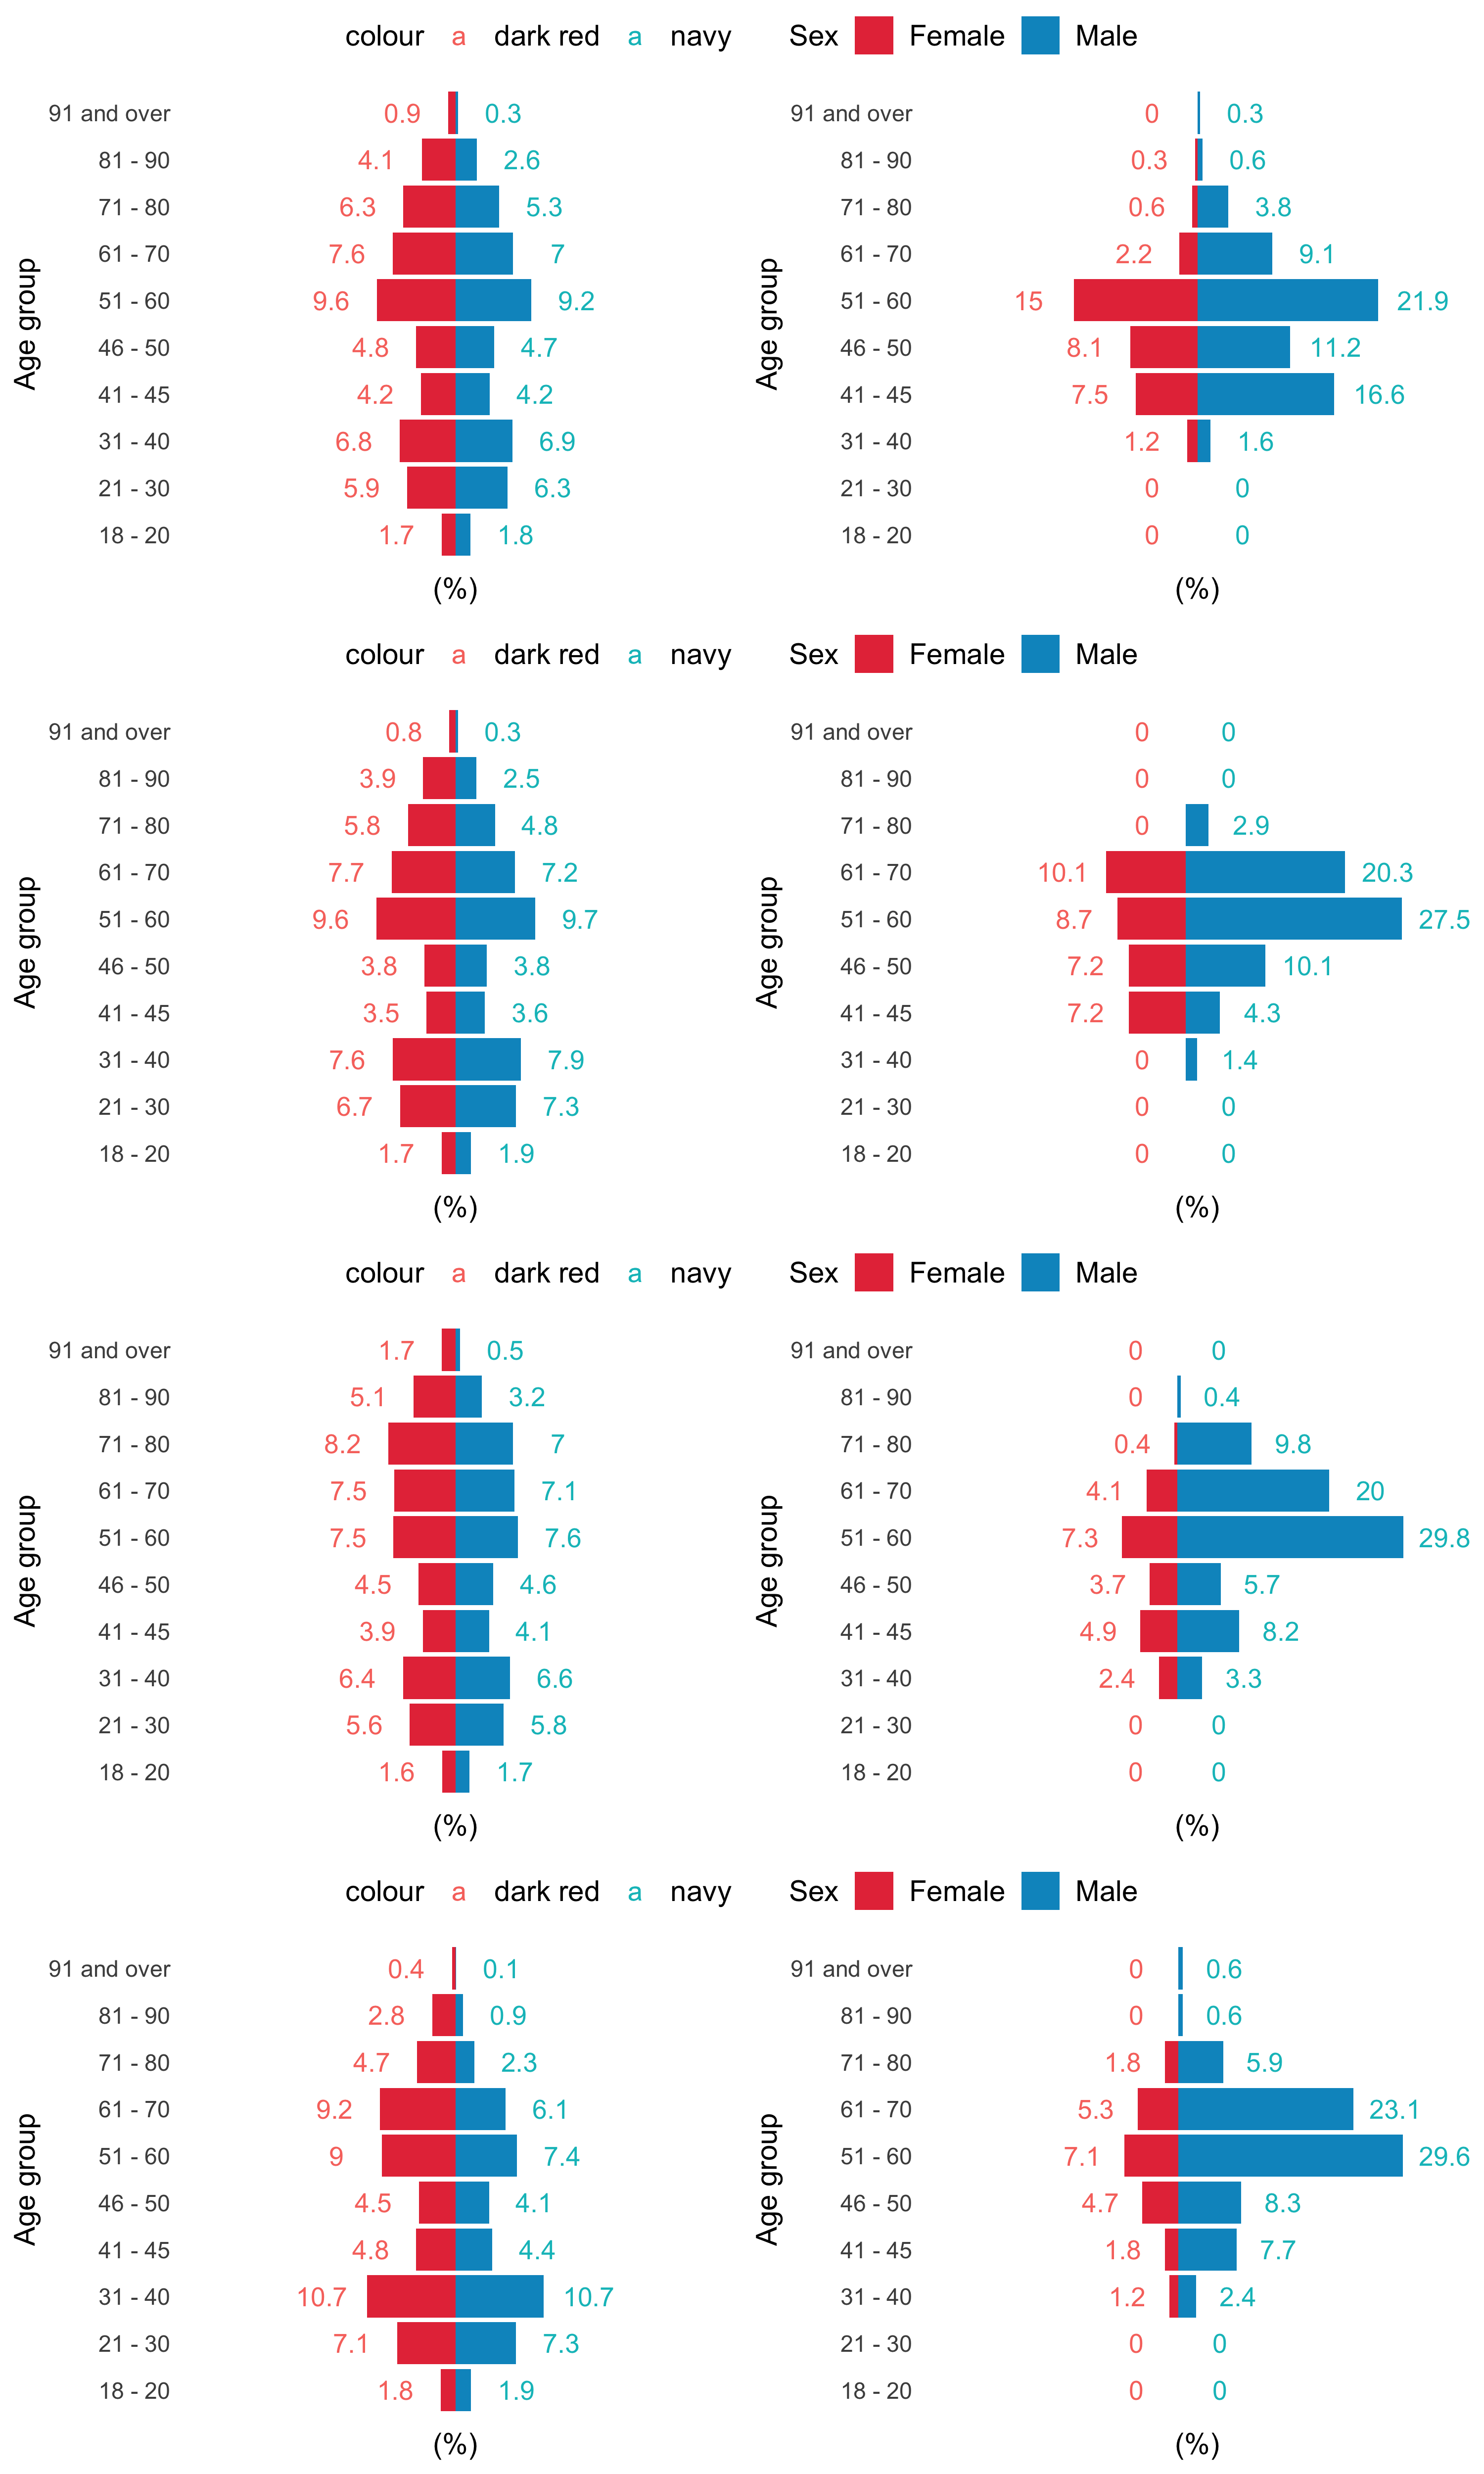 colour a dark red a navy Sex Female Male
91 and over 0.9 0.3 91 and over 0 0.3
81 - 90 4.1 2.6 81 - 90 0.3 0.6
71 - 80 6.3 5.3 71 - 80 0.6 3.8
61 - 70 7.6 7 61 - 70 2.2 9.1
51 - 60 9.6 9.2 51 - 60 15 21.9
46 - 50 4.8 4.7 46 - 50 8.1 11.2
41 - 45 4.2 4.2 41 - 45 7.5 16.6
31 - 40 6.8 6.9 31 - 40 1.2 1.6
21 - 30 5.9 6.3 21 - 30 0 0
18 - 20 1.7 1.8 18 - 20 0 0
Age group Age group
(%) (%)
colour a dark red a navy Sex Female Male
91 and over 0.8 0.3 91 and over 0 0
81 - 90 3.9 2.5 81 - 90 0 0
71 - 80 5.8 4.8 71 - 80 0 2.9
61 - 70 7.7 7.2 61 - 70 10.1 20.3
51 - 60 9.6 9.7 51 - 60 8.7 27.5
46 - 50 3.8 3.8 46 - 50 7.2 10.1
41 - 45 3.5 3.6 41 - 45 7.2 4.3
31 - 40 7.6 7.9 31 - 40 0 1.4
21 - 30 6.7 7.3 21 - 30 0 0
18 - 20 1.7 1.9 18 - 20 0 0
Age group Age group
(%) (%)
colour a dark red a navy Sex Female Male
91 and over 1.7 0.5 91 and over 0 0
81 - 90 5.1 3.2 81 - 90 0 0.4
71 - 80 8.2 7 71 - 80 0.4 9.8
61 - 70 7.5 7.1 61 - 70 4.1 20
51 - 60 7.5 7.6 51 - 60 7.3 29.8
46 - 50 4.5 4.6 46 - 50 3.7 5.7
41 - 45 3.9 4.1 41 - 45 4.9 8.2
31 - 40 6.4 6.6 31 - 40 2.4 3.3
21 - 30 5.6 5.8 21 - 30 0 0
18 - 20 1.6 1.7 18 - 20 0 0
Age group Age group
(%) (%)
colour a dark red a navy Sex Female Male
91 and over 0.4 0.1 91 and over 0 0.6
81 - 90 2.8 0.9 81 - 90 0 0.6
71 - 80 4.7 2.3 71 - 80 1.8 5.9
61 - 70 9.2 6.1 61 - 70 5.3 23.1
51 - 60 9 7.4 51 - 60 7.1 29.6
46 - 50 4.5 4.1 46 - 50 4.7 8.3
41 - 45 4.8 4.4 41 - 45 1.8 7.7
31 - 40 10.7 10.7 31 - 40 1.2 2.4
21 - 30 7.1 7.3 21 - 30 0 0
18 - 20 1.8 1.9 18 - 20 0 0
Age group Age group
(%) (%)